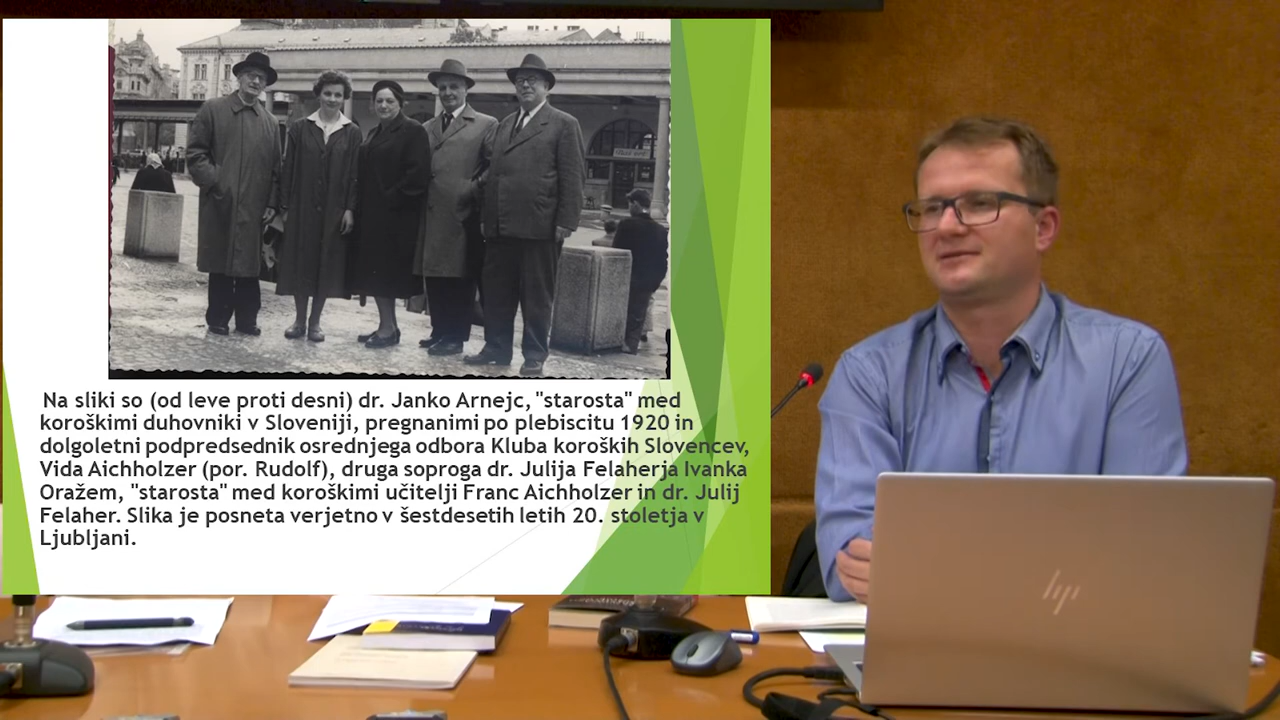 Na sliki so (od leve proti desni) dr. Janko Arnejc, "starosta" med
koroškimi duhovniki v Sloveniji, pregnanimi po plebiscitu 1920 in
dolgoletni podpredsednik osrednjega odbora Kluba koroških Slovencev,
Vida Aichholzer (por. Rudolf), druga soproga dr. Julija Felaherja Ivanka
Oražem, "starosta" med koroškimi učitelji Franc Aichholzer in dr. Julij
Felaher. Slika je posneta verjetno v šestdesetih letih 20. stoletja v
Ljubljani.
hp